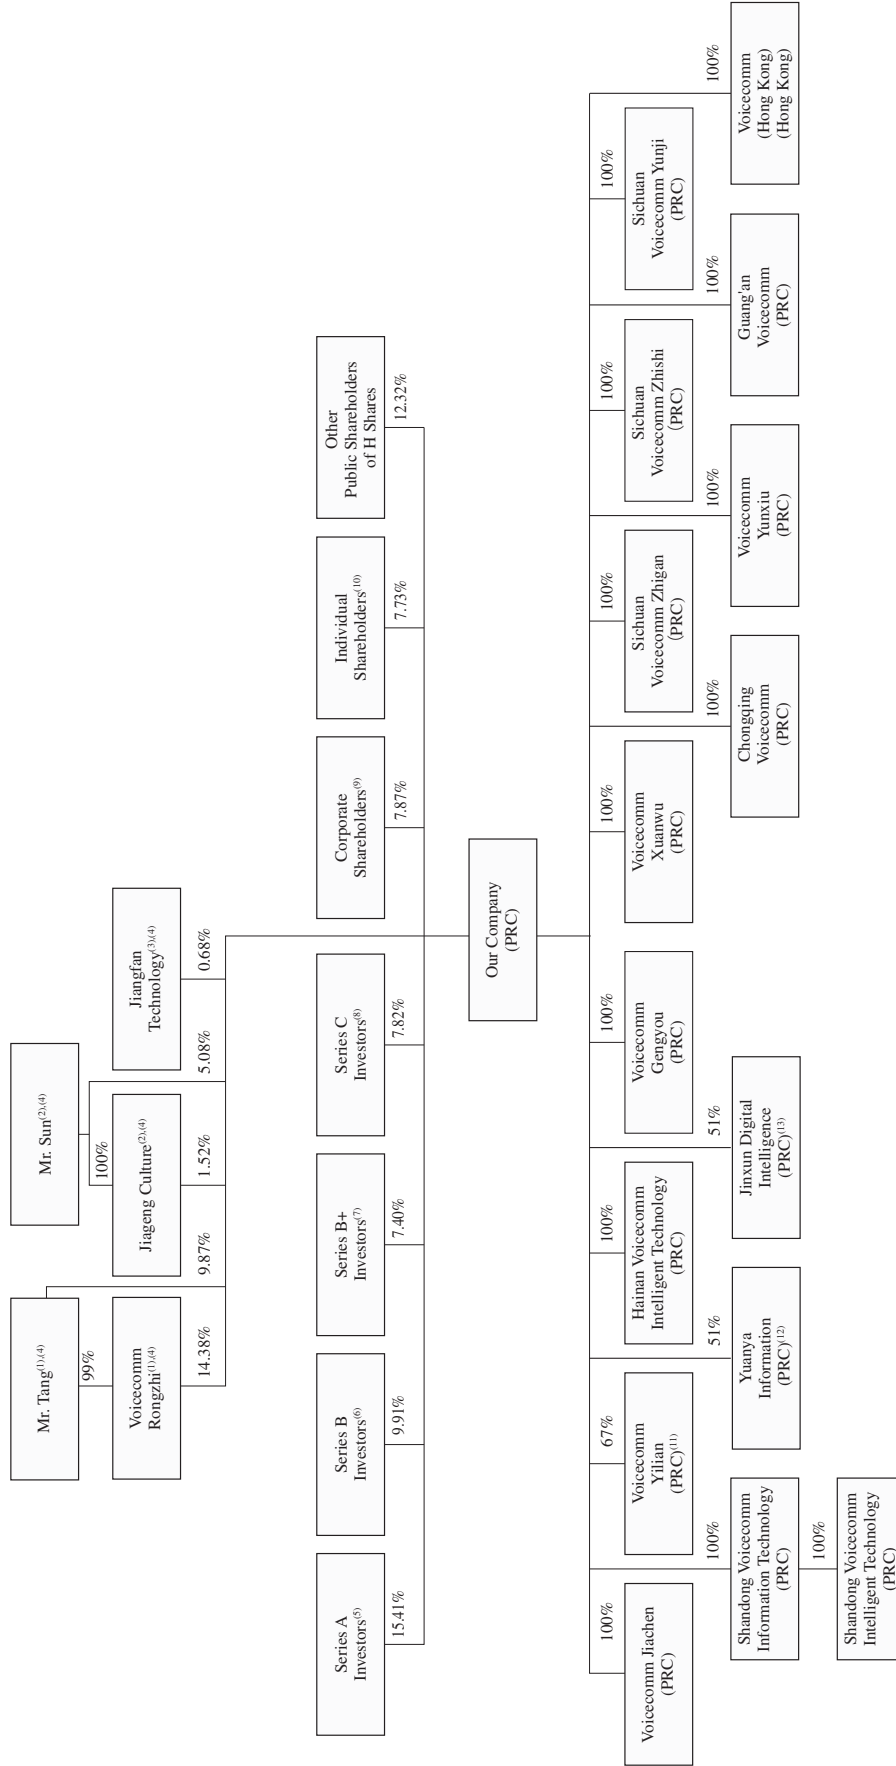 Mr. Tang(1),(4)
Mr. Sun(2),(4)
99%
100%
Voicecomm
Rongzhi(1),(4)
Jiageng Culture(2),(4)
Jiangfan
Technology(3),(4)
14.38%
9.87%
1.52%
5.08%
0.68%
Series A
Investors(5)
Series B
Investors(6)
Series B+
Investors(7)
Series C
Investors(8)
Corporate
Shareholders(9)
Individual
Shareholders(10)
Other
Public Shareholders
of H Shares
15.41%
9.91%
7.40%
7.82%
7.87%
7.73%
12.32%
Our Company
(PRC)
100%
67%
100%
100%
100%
100%
100%
100%
Voicecomm Jiachen
(PRC)
Voicecomm
Yilian
(PRC)(11)
Hainan Voicecomm
Intelligent Technology
(PRC)
Voicecomm
Gengyou
(PRC)
Voicecomm
Xuanwu
(PRC)
Sichuan
Voicecomm Zhigan
(PRC)
Sichuan
Voicecomm Zhishi
(PRC)
Sichuan
Voicecomm Yunji
(PRC)
100%
51%
51%
100%
100%
100%
100%
Shandong Voicecomm
Information Technology
(PRC)
Yuanya
Information
(PRC)(12)
Jinxun Digital
Intelligence
(PRC)(13)
Chongqing
Voicecomm
(PRC)
Voicecomm
Yunxiu
(PRC)
Guang'an
Voicecomm
(PRC)
Voicecomm
(Hong Kong)
(Hong Kong)
100%
Shandong Voicecomm
Intelligent Technology
(PRC)